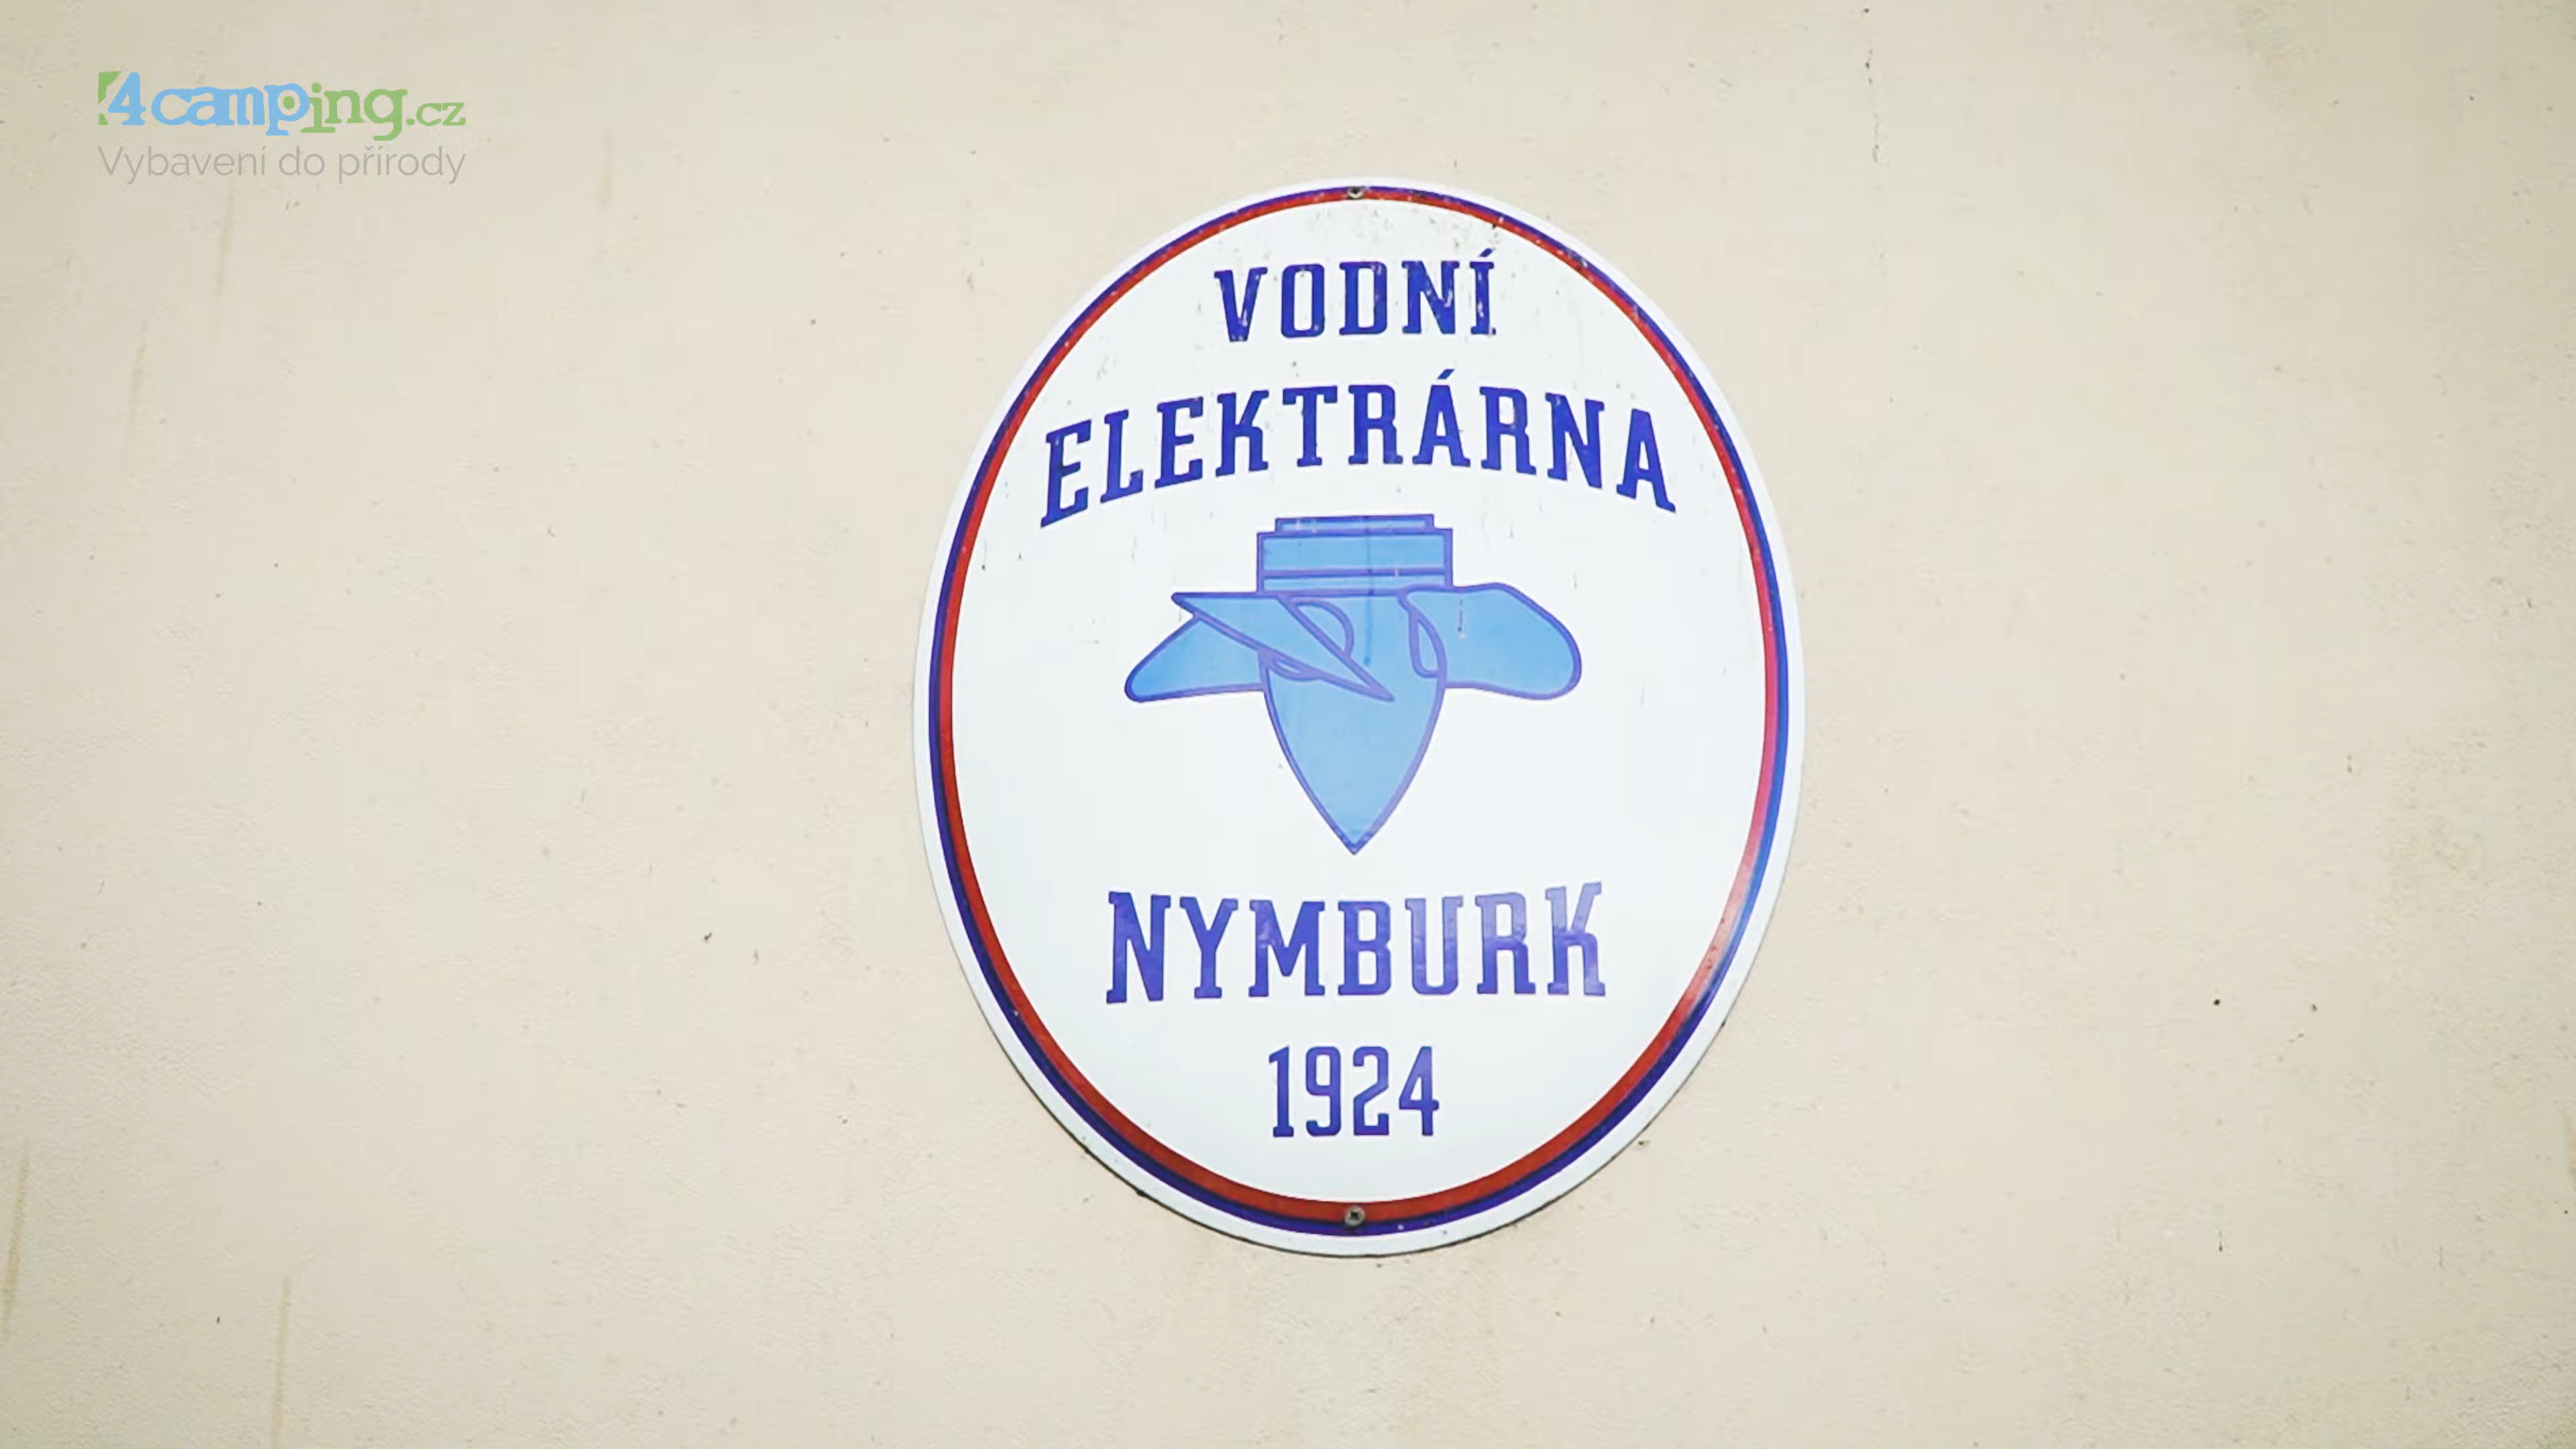 4camping.cz
Vybavení do přírody
VODNÍ
ELEKTRÁRNA
NYMBURK
1924